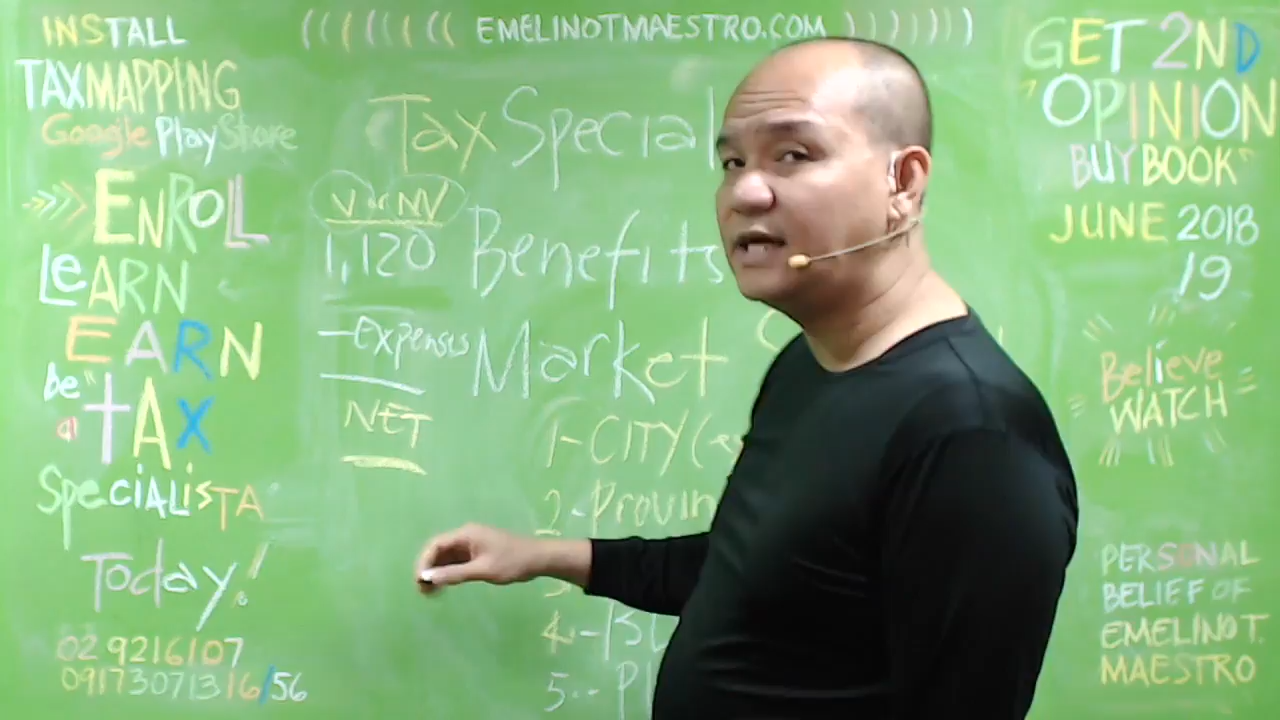 ((((((( EMELINOTMAESTRO.COM )))))))
INSTALL
TAXMAPPING
Google PlayStore
>>>> ENROLL
LeARN
EARN
be
a tAX
SpeciALisTA
Today!
02 9216107
09173071316/56
Tax Special
V or NV
1,120
Benefits
- Expenses
Market
NET
1-CITY(
2-Provin
3
4-
5-
GET 2ND
OPINION
BUY BOOK
JUNE 2018
19
Believe
WATCH
PERSONAL
BELIEF OF
EMELINO T.
MAESTRO